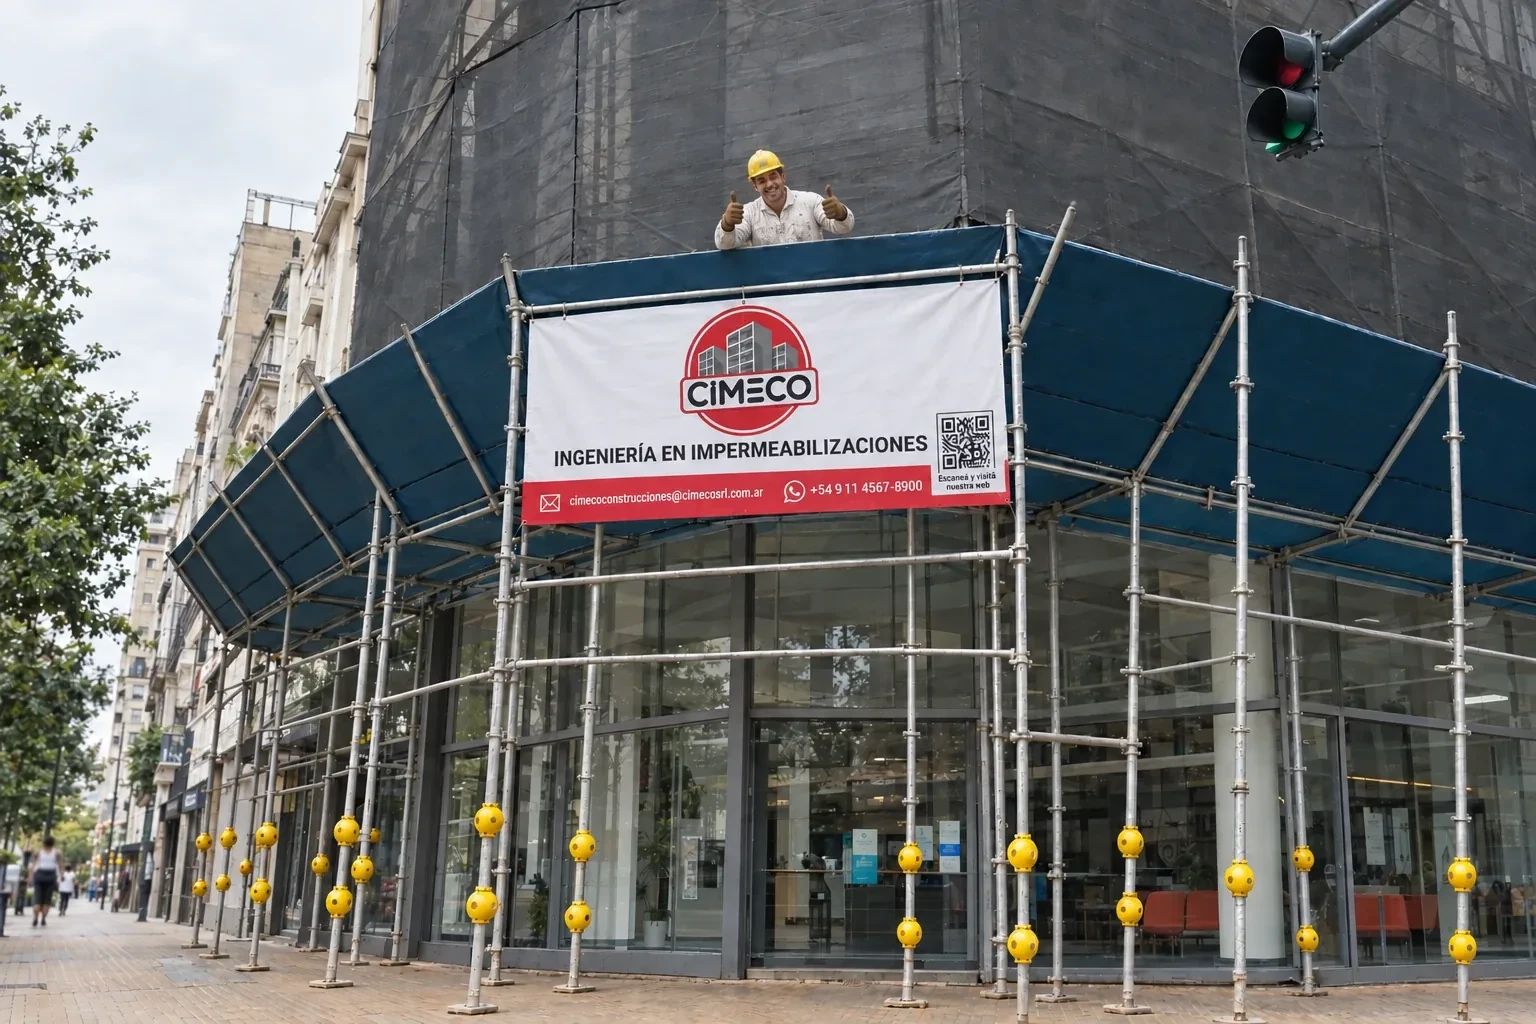 CiMECO
INGENIERÍA EN IMPERMEABILIZACIONES
Escaneá y visitá
nuestra web
cimecoconstrucciones@cimecosrl.com.ar
+54 9 11 4567-8900